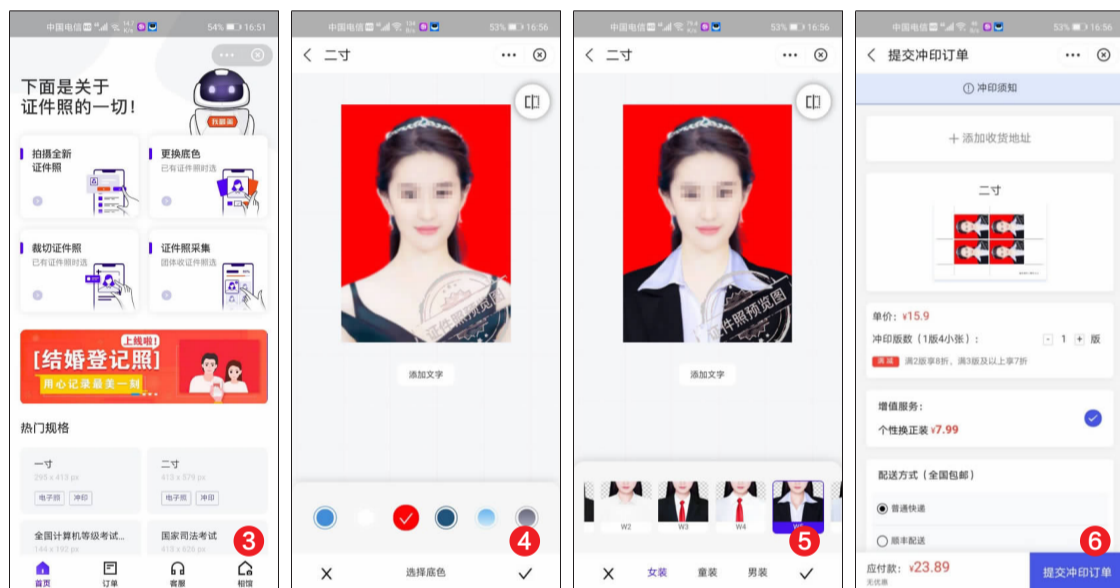 中国电信
54%
16:51
下面是关于
证件照的一切!
我最美
拍摄全新
证件照
更换底色
已有证件照时选
裁切证件照
已有证件照时选
证件照采集
团体收证件照选
上线啦!
[结婚登记照]
用心记录最美一刻
热门规格
一寸
295 x 413 px
电子照
冲印
二寸
413 x 579 px
电子照
冲印
全国计算机等级考试...
144 x 192 px
国家司法考试
413 x 626 px
首页
订单
客服
相馆
3
中国电信
53%
16:56
二寸
证件照预览图
添加文字
选择底色
4
中国电信
53%
16:56
二寸
证件照预览图
添加文字
W2
W3
W4
女装
童装
男装
5
中国电信
53%
16:56
提交冲印订单
冲印须知
+ 添加收货地址
二寸
单价: ¥15.9
冲印版数(1版4小张):
- 1 + 版
满2版享8折, 满3版及以上享7折
增值服务:
个性换正装 ¥7.99
配送方式(全国包邮)
普通快递
顺丰配送
应付款: ¥23.89
无优惠
提交冲印订单
6